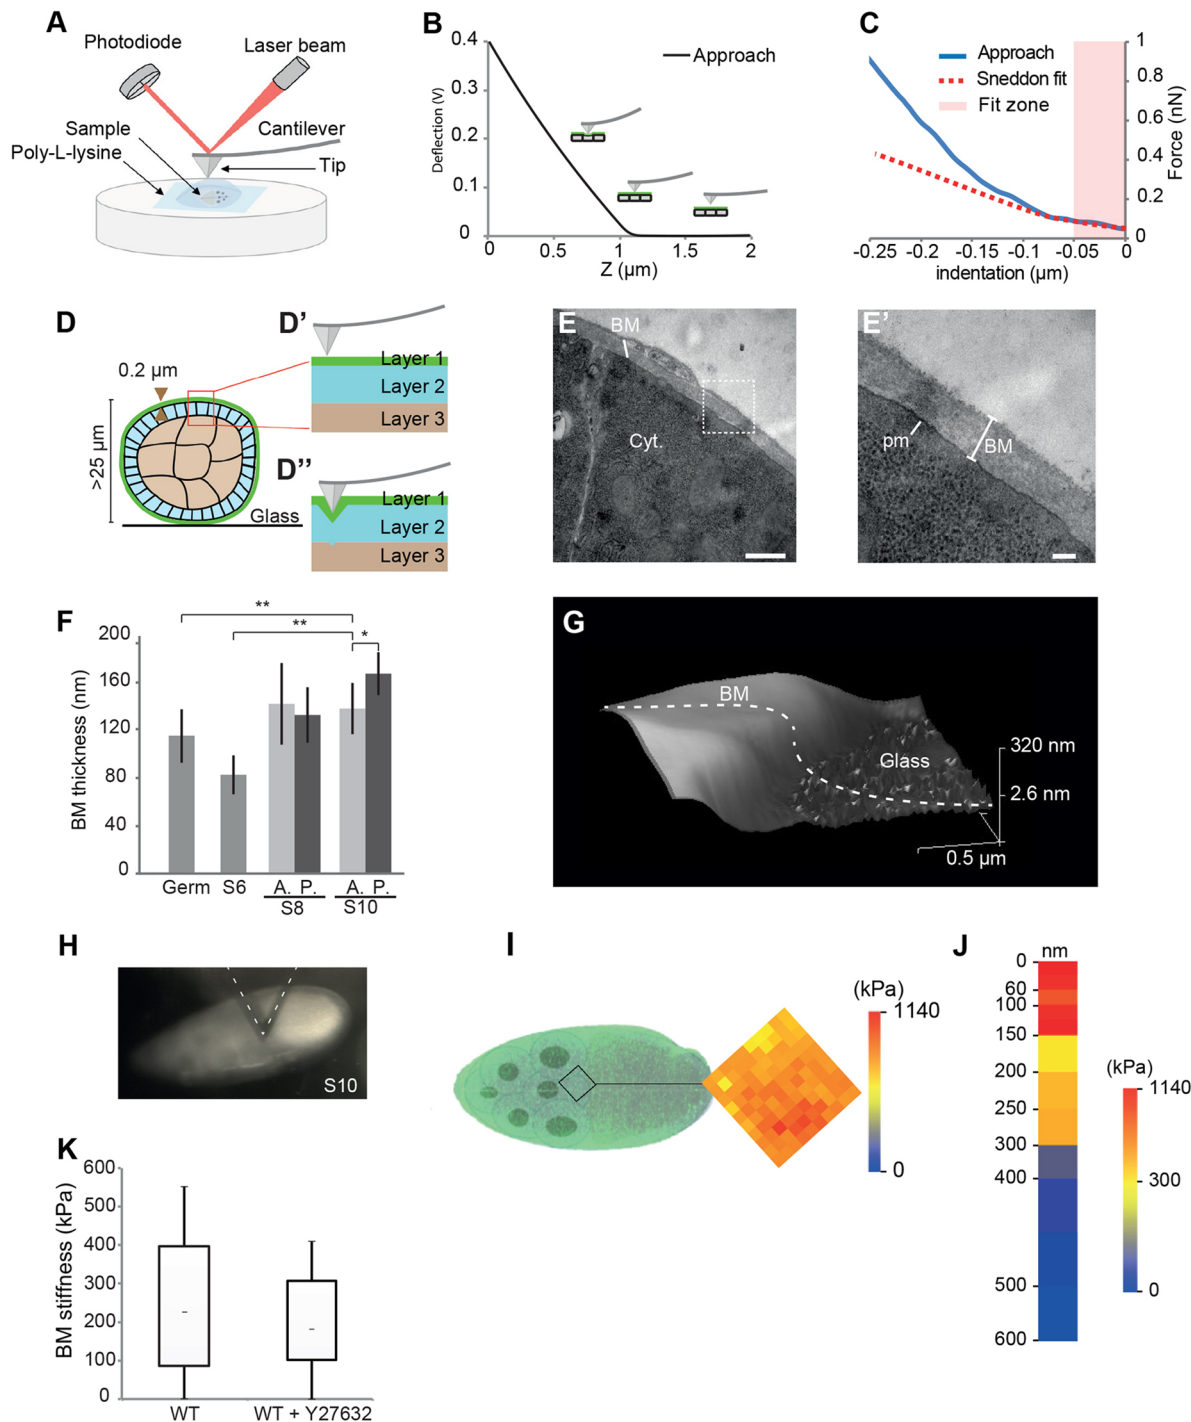 A
Photodiode
Laser beam
Sample
Poly-L-lysine
Cantilever
Tip
B
0.4
0.3
0.2
0.1
0
Deflection (V)
Approach
0 0.5 1 1.5 2
Z (μm)
C
Approach
Sneddon fit
Fit zone
1
0.8
0.6
0.4
0.2
0
Force (nN)
-0.25 -0.2 -0.15 -0.1 -0.05 0
indentation (μm)
D
0.2 μm
>25 μm
Glass
D’
Layer 1
Layer 2
Layer 3
D’’
Layer 1
Layer 2
Layer 3
E
BM
Cyt.
E’
pm
BM
F
BM thickness (nm)
200
160
120
80
40
0
**
**
*
Germ S6 A. P. A. P.
S8 S10
G
BM
Glass
320 nm
2.6 nm
0.5 μm
H
S10
I
(kPa)
1140
0
J
nm
0
60
100
150
200
250
300
400
500
600
(kPa)
1140
300
0
K
BM stiffness (kPa)
600
500
400
300
200
100
0
WT WT + Y27632